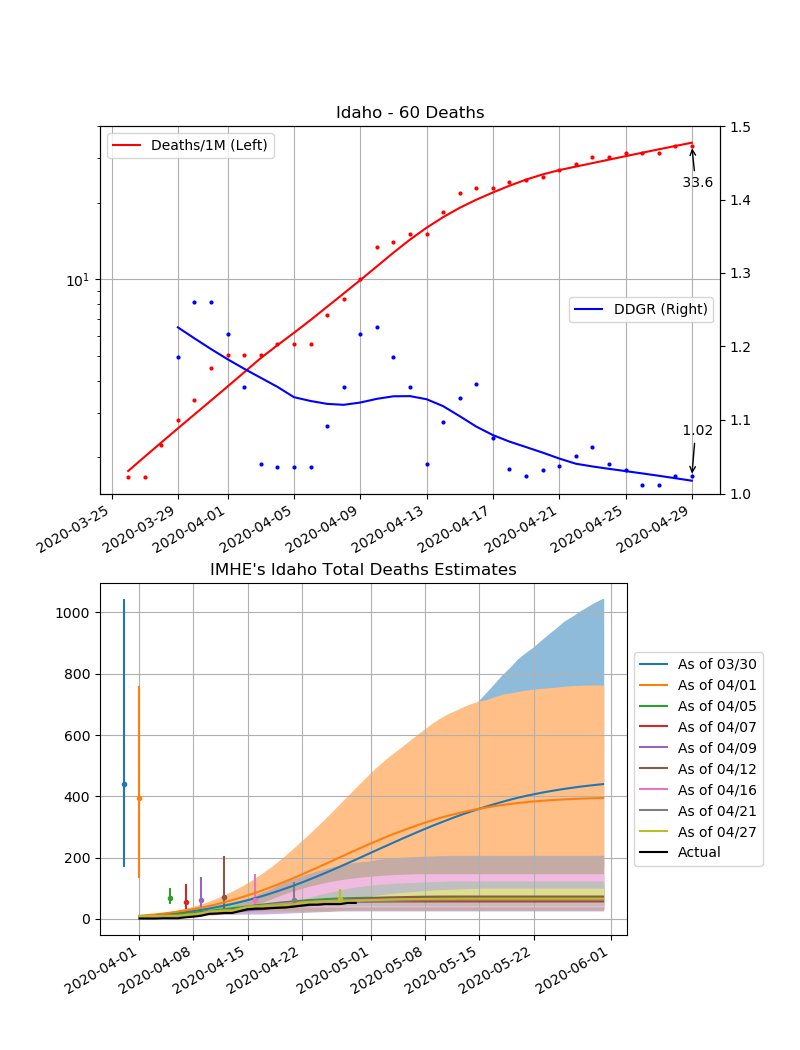 Idaho - 60 Deaths
Deaths/1M (Left)
1.5
33.6
1.4
10^1
1.3
DDGR (Right)
1.2
1.02
1.1
1.0
2020-03-25
2020-03-29
2020-04-01
2020-04-05
2020-04-09
2020-04-13
2020-04-17
2020-04-21
2020-04-25
2020-04-29
IMHE's Idaho Total Deaths Estimates
1000
800
600
400
200
0
As of 03/30
As of 04/01
As of 04/05
As of 04/07
As of 04/09
As of 04/12
As of 04/16
As of 04/21
As of 04/27
Actual
2020-04-01
2020-04-08
2020-04-15
2020-04-22
2020-05-01
2020-05-08
2020-05-15
2020-05-22
2020-06-01